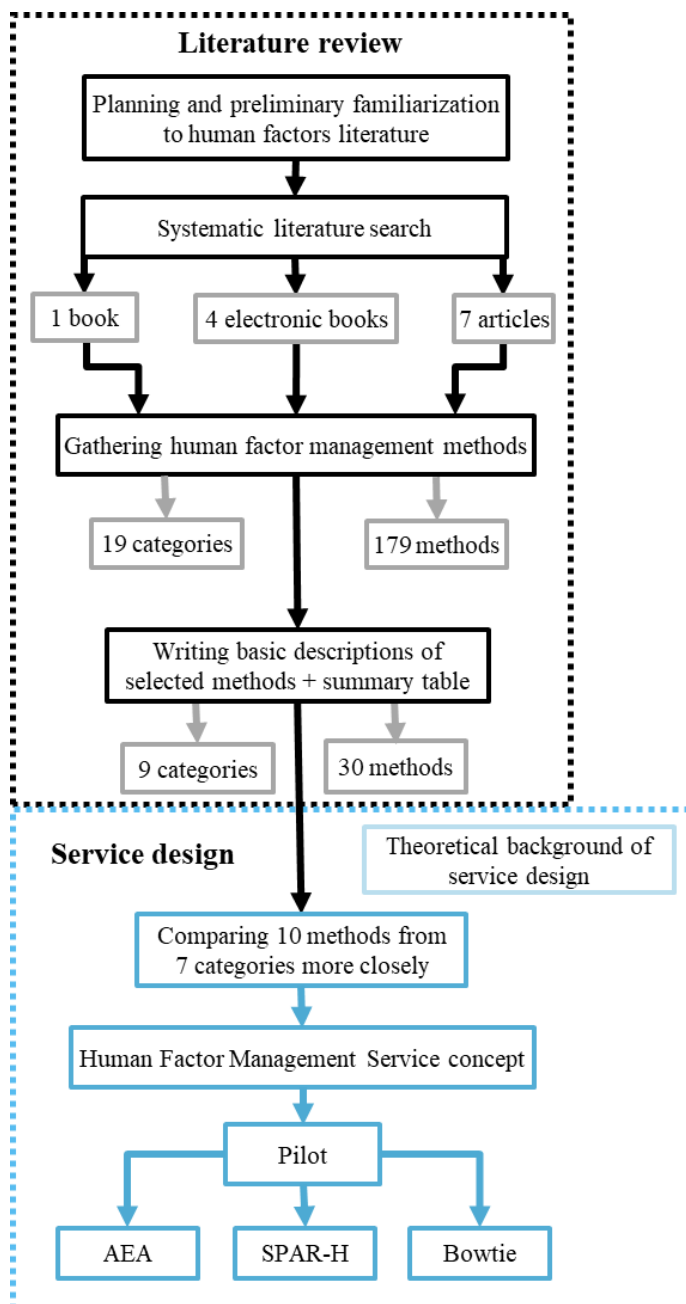 Literature review
Planning and preliminary familiarization
to human factors literature
Systematic literature search
1 book
4 electronic books
7 articles
Gathering human factor management methods
19 categories
179 methods
Writing basic descriptions of
selected methods + summary table
9 categories
30 methods
Service design
Theoretical background of
service design
Comparing 10 methods from
7 categories more closely
Human Factor Management Service concept
Pilot
AEA
SPAR-H
Bowtie